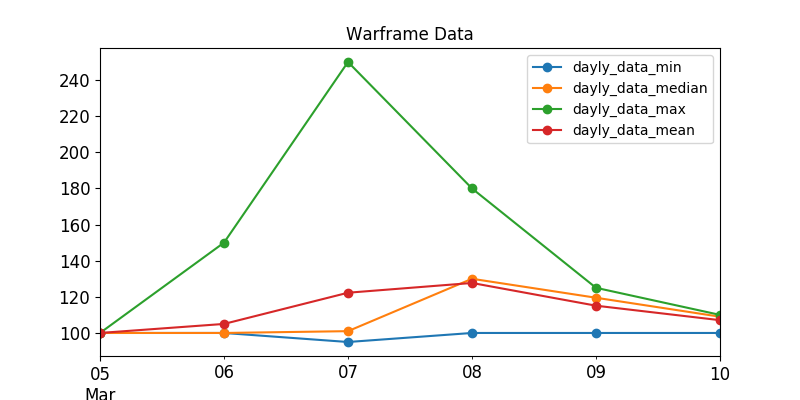 Warframe Data
dayly_data_min
dayly_data_median
dayly_data_max
dayly_data_mean
240
220
200
180
160
140
120
100
05 06 07 08 09 10
Mar